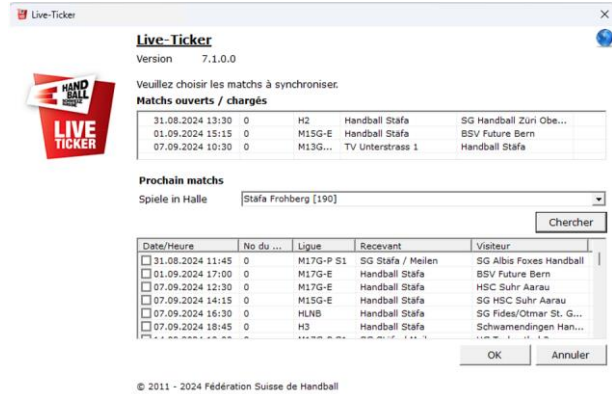 Live-Ticker
Live-Ticker
Version 7.1.0.0
HAND
BALL
LIVE
TICKER
Veuillez choisir les matchs à synchroniser.
Matchs ouverts / chargés
31.08.2024 13:30 0 H2 Handball Stäfa SG Handball Züri Obe...
01.09.2024 15:15 0 M15G-E Handball Stäfa BSV Future Bern
07.09.2024 10:30 0 M13G... TV Unterstrass 1 Handball Stäfa
Prochain matchs
Spiele in Halle Stäfa Frohberg [190]
Chercher
Date/Heure No du ... Ligue Recevant Visiteur
31.08.2024 11:45 0 M17G-P S1 SG Stäfa / Meilen SG Albis Foxes Handball
01.09.2024 17:00 0 M17G-E Handball Stäfa BSV Future Bern
07.09.2024 12:30 0 M17G-E Handball Stäfa HSC Suhr Aarau
07.09.2024 14:15 0 M15G-E Handball Stäfa SG HSC Suhr Aarau
07.09.2024 16:30 0 HLNB Handball Stäfa SG Fides/Otmar St. G...
07.09.2024 18:45 0 H3 Handball Stäfa Schwamendingen Han...
OK Annuler
© 2011 - 2024 Fédération Suisse de Handball